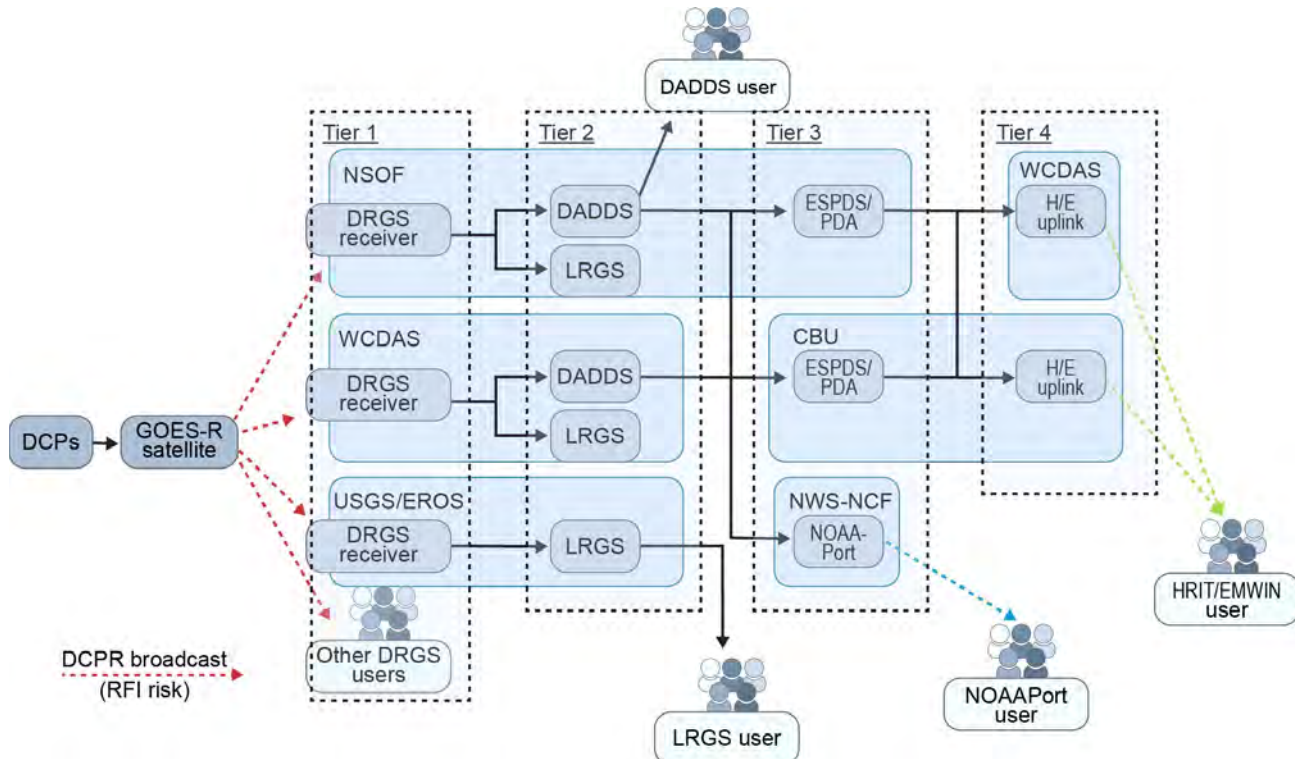 DADDS user
Tier 1
Tier 2
Tier 3
Tier 4
NSOF
DRGS
receiver
DADDS
LRGS
ESPDS/
PDA
WCDAS
H/E
uplink
WCDAS
DRGS
receiver
DADDS
LRGS
CBU
ESPDS/
PDA
H/E
uplink
DCPs
GOES-R
satellite
USGS/EROS
DRGS
receiver
LRGS
NWS-NCF
NOAA-
Port
Other DRGS
users
DCPR broadcast
(RFI risk)
LRGS user
NOAAPort
user
HRIT/EMWIN
user